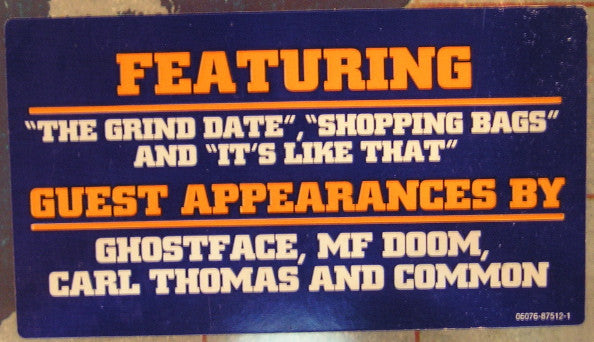 FEATURING
"THE GRIND DATE", "SHOPPING BAGS"
AND "IT'S LIKE THAT"
GUEST APPEARANCES BY
GHOSTFACE, MF DOOM,
CARL THOMAS AND COMMON
06076-87512-1